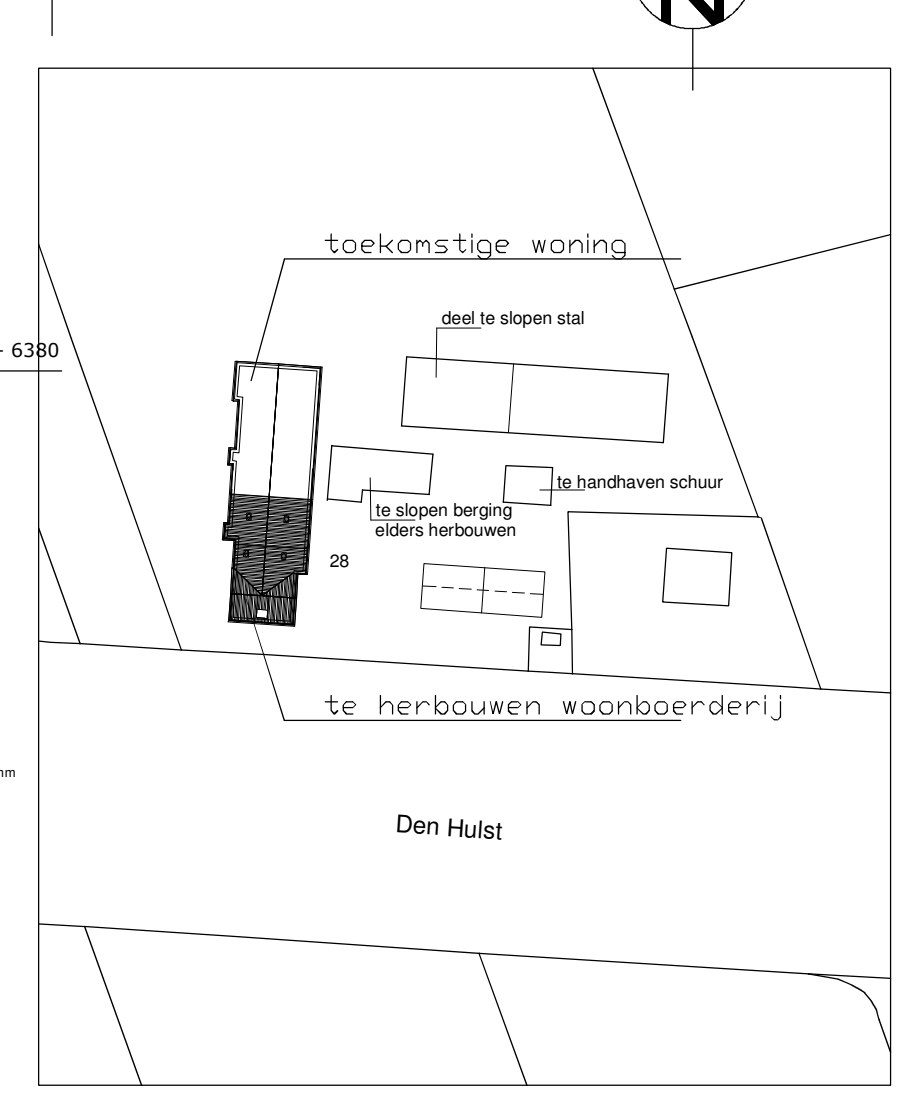 N
toekomstige woning
deel te slopen stal
- 6380
te handhaven schuur
te slopen berging
elders herbouwen
28
te herbouwen woonboerderij
mm
Den Hulst